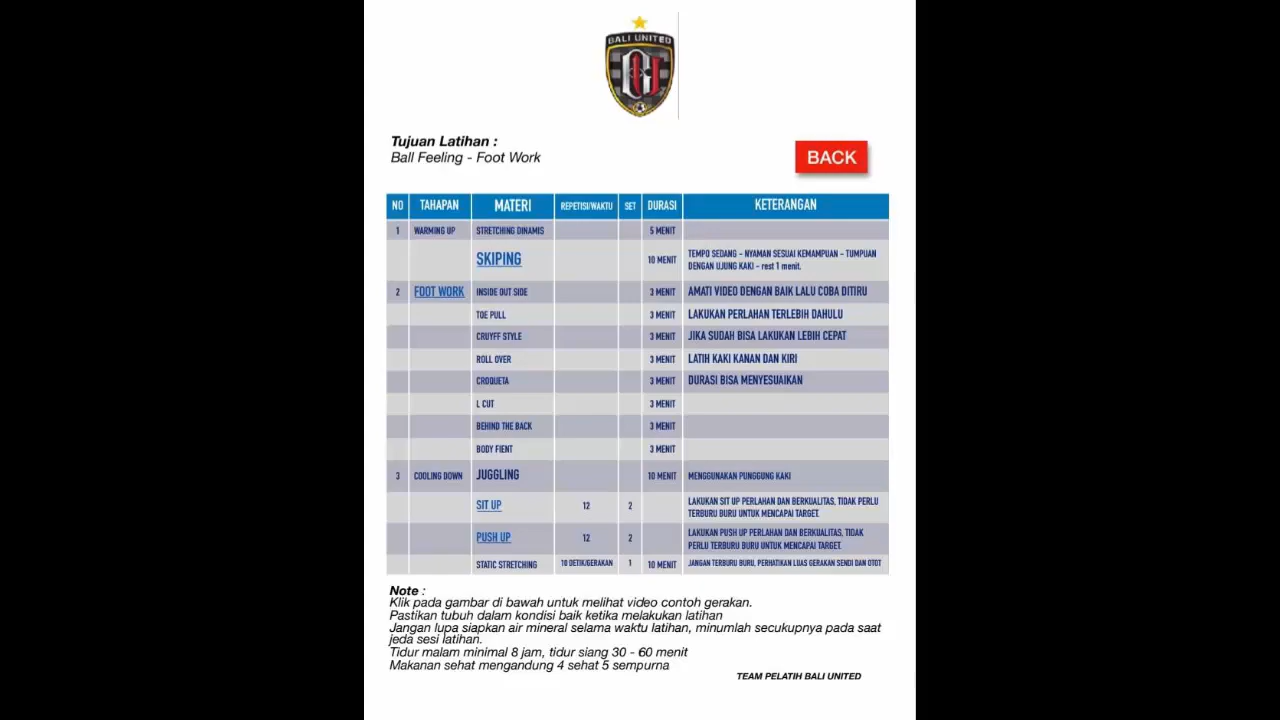 BALI UNITED
Tujuan Latihan :
Ball Feeling - Foot Work
BACK
NO TAHAPAN MATERI REPETISI/WAKTU SET DURASI KETERANGAN
1 WARMING UP STRETCHING DINAMIS 5 MENIT
SKIPING 10 MENIT TEMPO SEDANG - NYAMAN SESUAI KEMAMPUAN - TUMPUAN
DENGAN UJUNG KAKI - rest 1 menit.
2 FOOT WORK INSIDE OUT SIDE 3 MENIT AMATI VIDEO DENGAN BAIK LALU COBA DITIRU
TOE PULL 3 MENIT LAKUKAN PERLAHAN TERLEBIH DAHULU
CRUYFF STYLE 3 MENIT JIKA SUDAH BISA LAKUKAN LEBIH CEPAT
ROLL OVER 3 MENIT LATIH KAKI KANAN DAN KIRI
CROQUETA 3 MENIT DURASI BISA MENYESUAIKAN
L CUT 3 MENIT
BEHIND THE BACK 3 MENIT
BODY FIENT 3 MENIT
3 COOLING DOWN JUGGLING 10 MENIT MENGGUNAKAN PUNGGUNG KAKI
SIT UP 12 2 LAKUKAN SIT UP PERLAHAN DAN BERKUALITAS, TIDAK PERLU
TERBURU BURU UNTUK MENCAPAI TARGET.
PUSH UP 12 2 LAKUKAN PUSH UP PERLAHAN DAN BERKUALITAS, TIDAK
PERLU TERBURU BURU UNTUK MENCAPAI TARGET.
STATIC STRETCHING 10 DETIK/GERAKAN 1 10 MENIT JANGAN TERBURU BURU, PERHATIKAN LUAS GERAKAN SENDI DAN OTOT
Note :
Klik pada gambar di bawah untuk melihat video contoh gerakan.
Pastikan tubuh dalam kondisi baik ketika melakukan latihan
Jangan lupa siapkan air mineral selama waktu latihan, minumlah secukupnya pada saat
jeda sesi latihan.
Tidur malam minimal 8 jam, tidur siang 30 - 60 menit
Makanan sehat mengandung 4 sehat 5 sempurna
TEAM PELATIH BALI UNITED